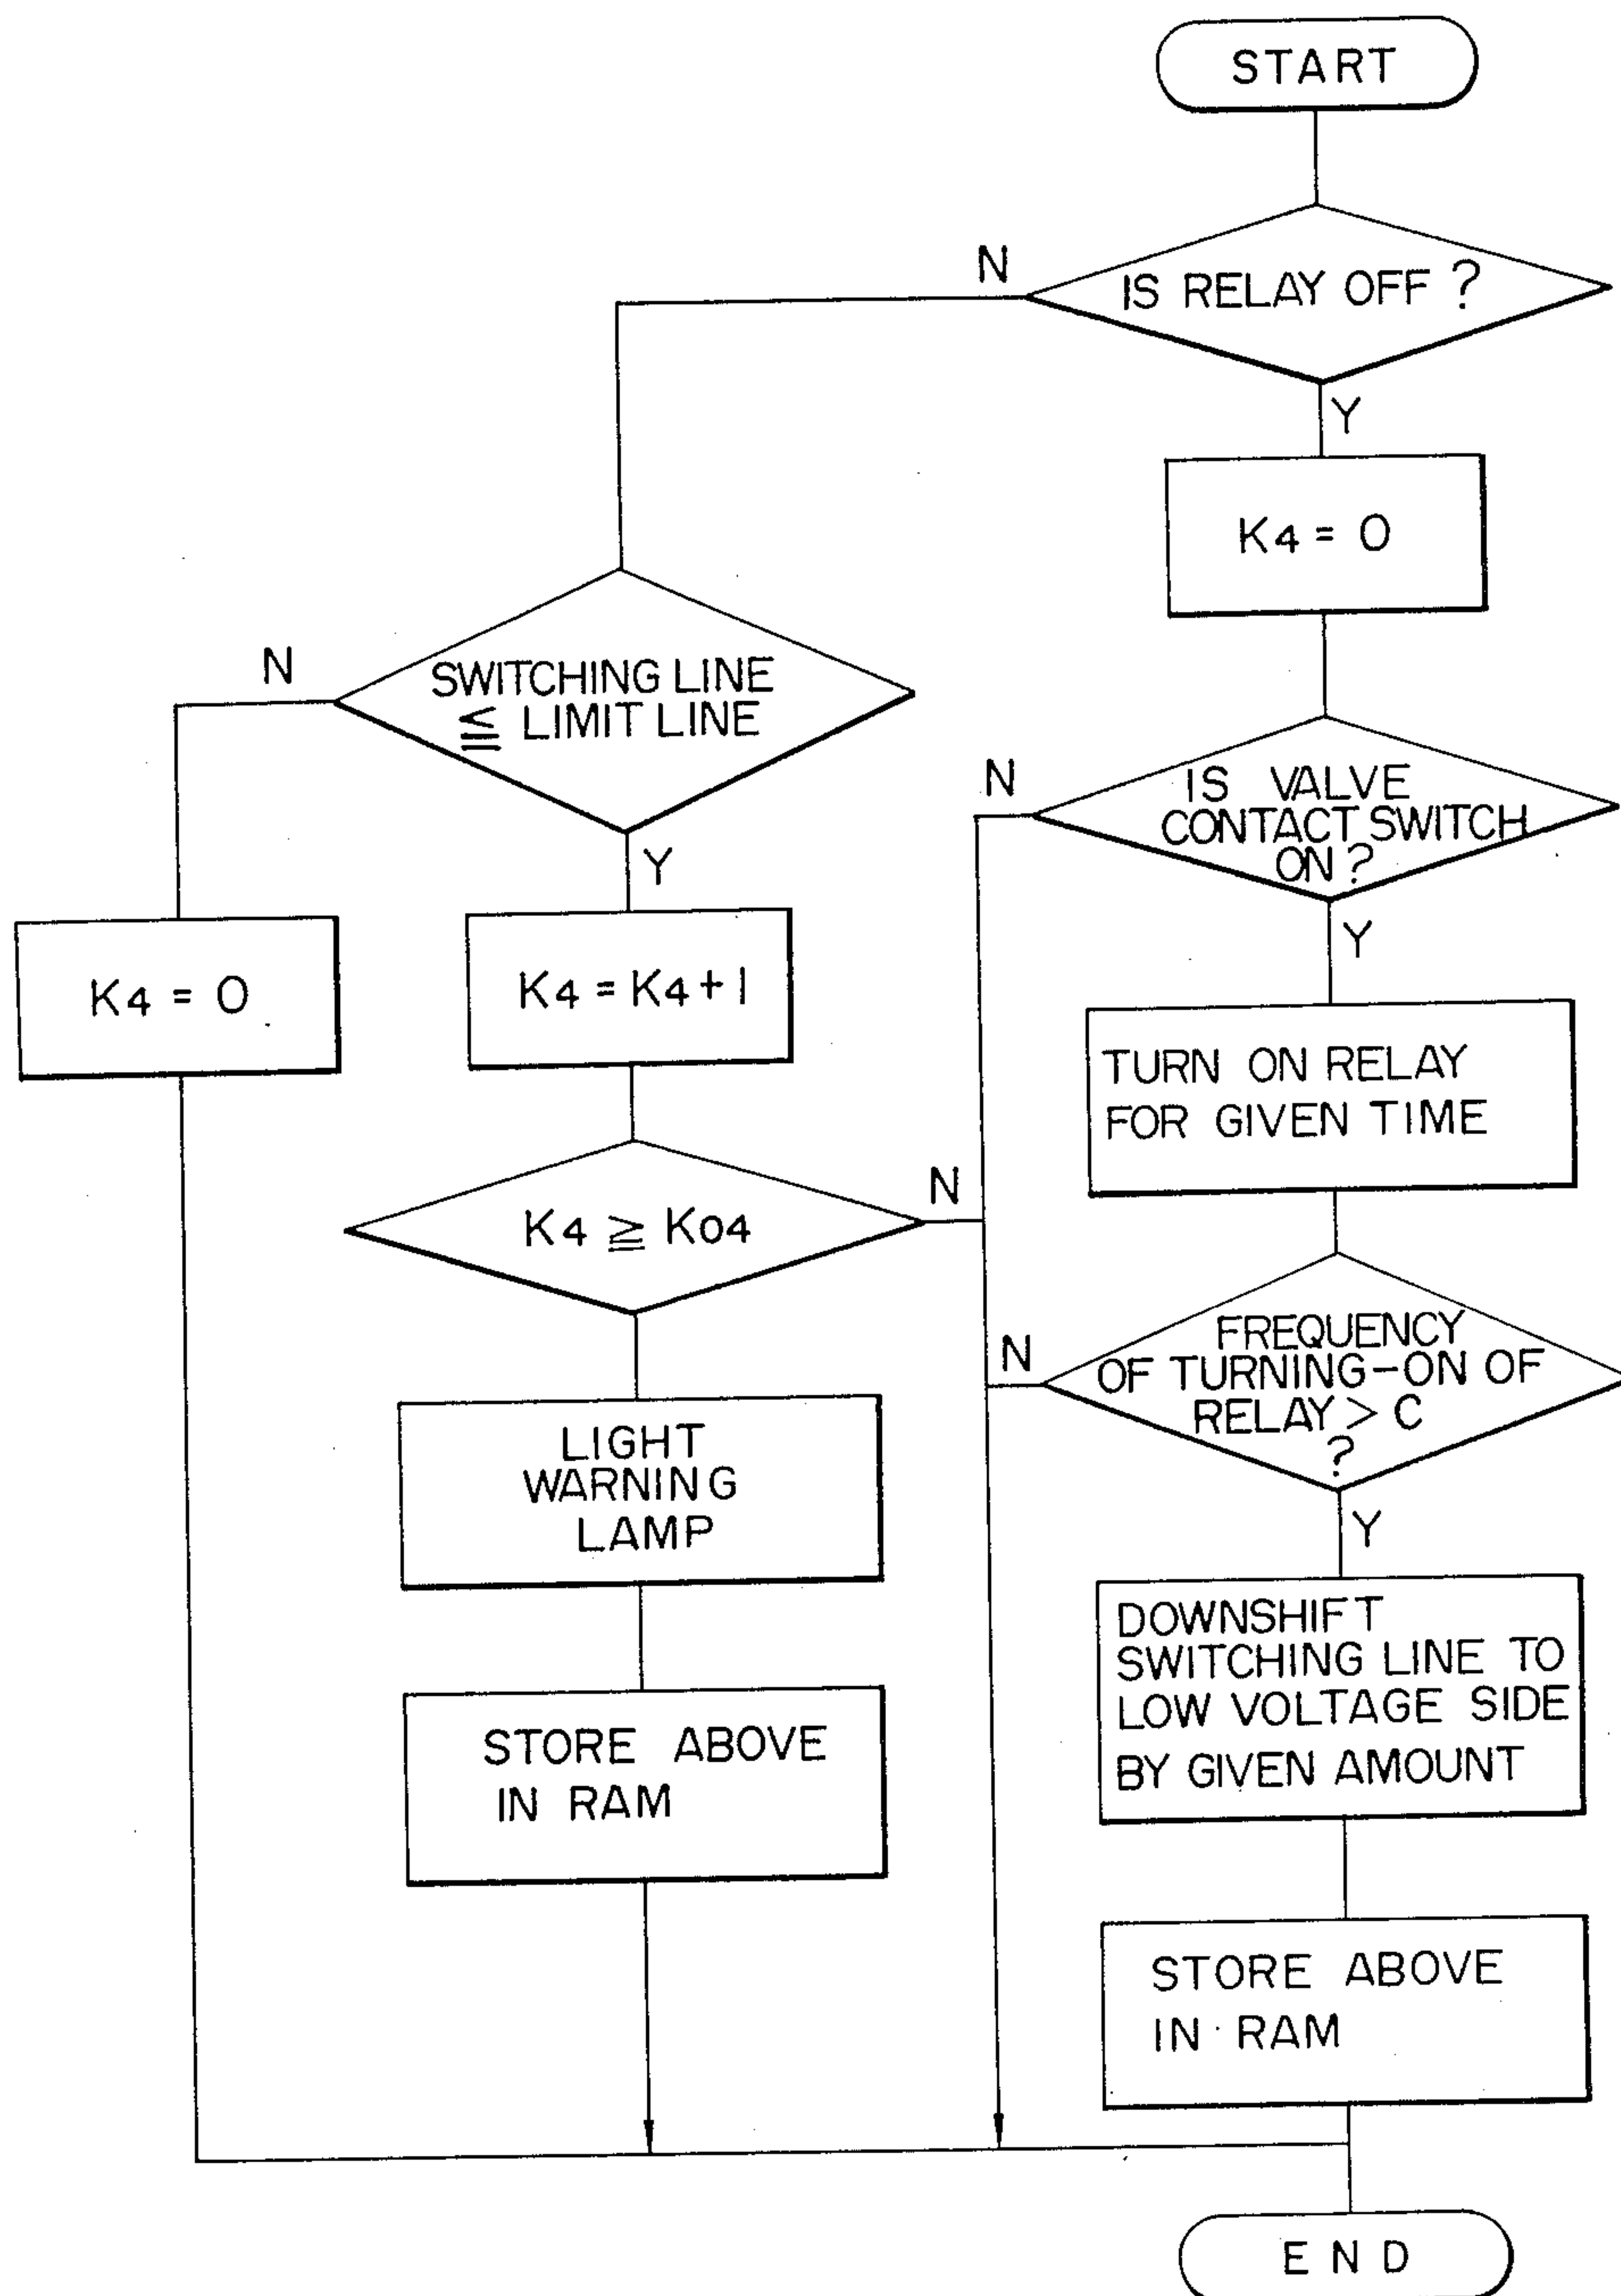 START
IS RELAY OFF ?
N
Y
K4 = 0
SWITCHING LINE
≦ LIMIT LINE
N
Y
IS VALVE
CONTACT SWITCH
ON ?
N
Y
K4 = 0
K4 = K4 + 1
TURN ON RELAY
FOR GIVEN TIME
K4 ≧ K04
N
FREQUENCY
OF TURNING-ON OF
RELAY > C
?
N
Y
LIGHT
WARNING
LAMP
DOWNSHIFT
SWITCHING LINE TO
LOW VOLTAGE SIDE
BY GIVEN AMOUNT
STORE ABOVE
IN RAM
STORE ABOVE
IN RAM
END